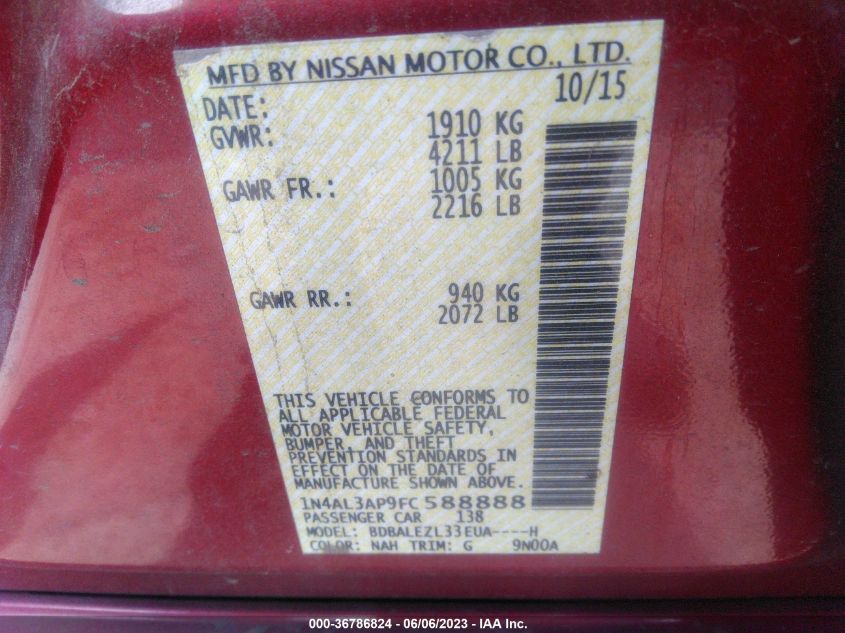 MFD BY NISSAN MOTOR CO., LTD.
DATE: 10/15
GVWR: 1910 KG
4211 LB
GAWR FR.: 1005 KG
2216 LB
GAWR RR.: 940 KG
2072 LB
THIS VEHICLE CONFORMS TO
ALL APPLICABLE FEDERAL
MOTOR VEHICLE SAFETY,
BUMPER, AND THEFT
PREVENTION STANDARDS IN
EFFECT ON THE DATE OF
MANUFACTURE SHOWN ABOVE.
1N4AL3AP9FC588888
PASSENGER CAR 138
MODEL: BDBALEZL33EUA----H
COLOR: NAH TRIM: G 9N00A
000-36786824 - 06/06/2023 - IAA Inc.